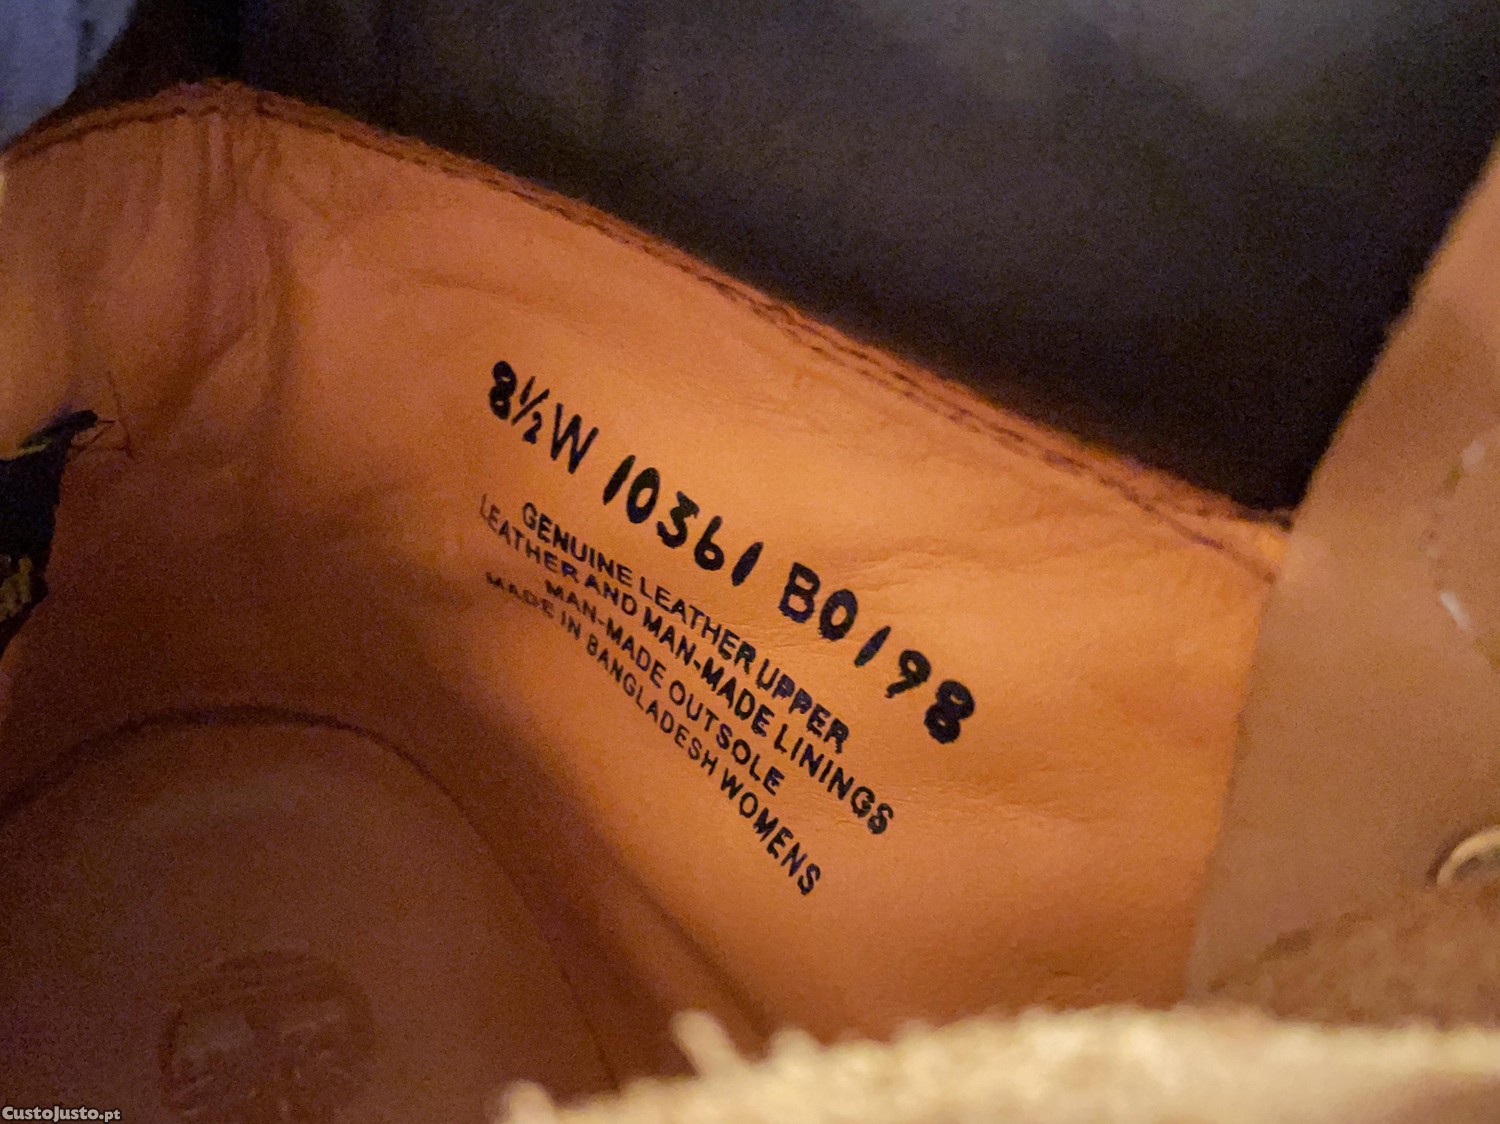 8½W 10361 B0198
GENUINE LEATHER UPPER
LEATHER AND MAN-MADE LININGS
MAN-MADE OUTSOLE
MADE IN BANGLADESH WOMENS
CustoJusto.pt